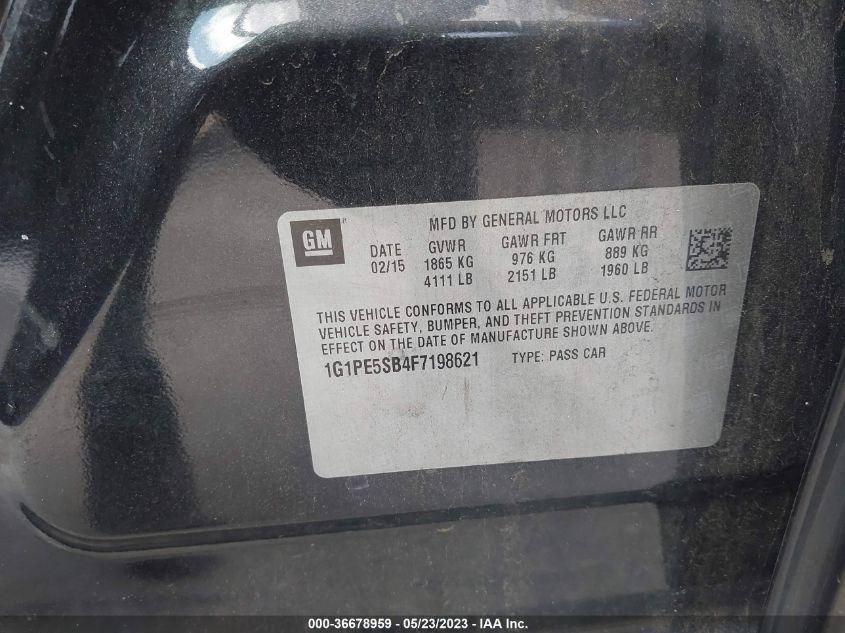 GM
MFD BY GENERAL MOTORS LLC
DATE GVWR GAWR FRT GAWR RR
02/15 1865 KG 976 KG 889 KG
4111 LB 2151 LB 1960 LB
THIS VEHICLE CONFORMS TO ALL APPLICABLE U.S. FEDERAL MOTOR
VEHICLE SAFETY, BUMPER, AND THEFT PREVENTION STANDARDS IN
EFFECT ON THE DATE OF MANUFACTURE SHOWN ABOVE.
1G1PE5SB4F7198621 TYPE: PASS CAR
000-36678959 - 05/23/2023 - IAA Inc.